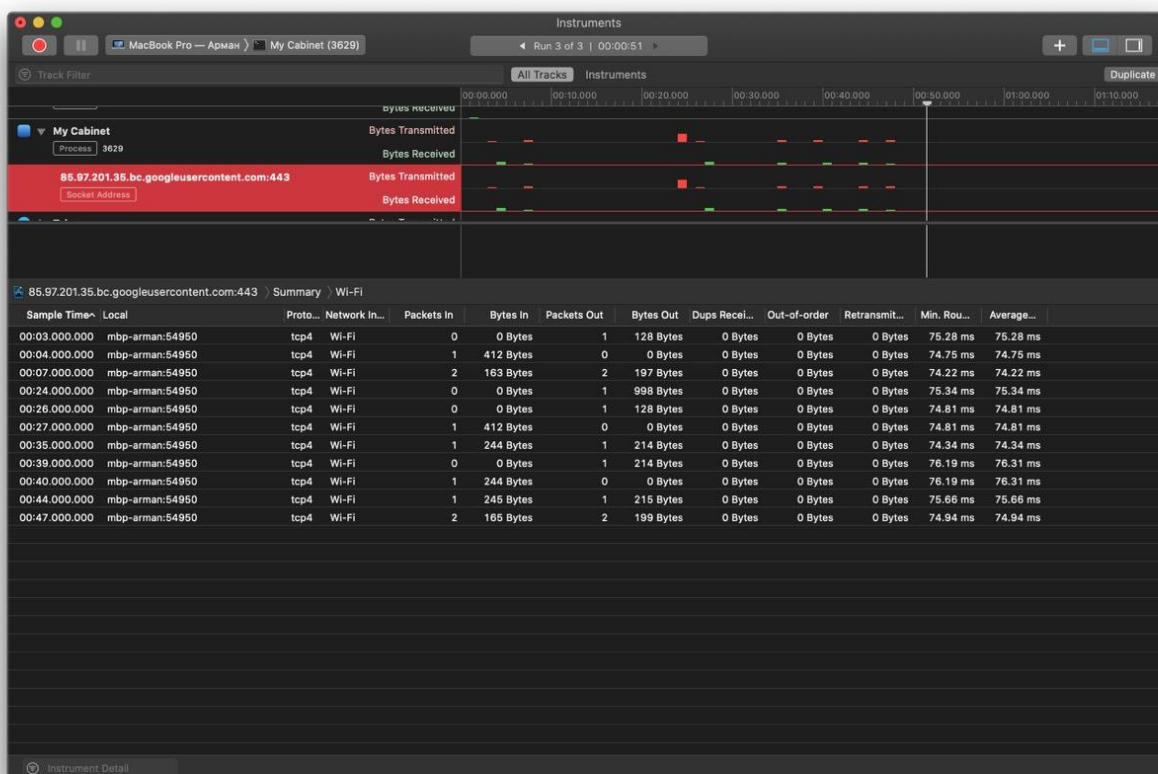 Instruments
MacBook Pro — Арман 〉 My Cabinet (3629)
Run 3 of 3 | 00:00:51
Track Filter
All Tracks Instruments
Duplicate
00:00.000 00:10.000 00:20.000 00:30.000 00:40.000 00:50.000 01:00.000 01:10.000
Bytes Received
My Cabinet Bytes Transmitted
Process 3629
Bytes Received
85.97.201.35.bc.googleusercontent.com:443 Bytes Transmitted
Socket Address
Bytes Received
85.97.201.35.bc.googleusercontent.com:443 〉 Summary 〉 Wi-Fi
Sample Time Local Proto... Network In... Packets In Bytes In Packets Out Bytes Out Dups Recei... Out-of-order Retransmit... Min. Rou... Average...
00:03.000.000 mbp-arman:54950 tcp4 Wi-Fi 0 0 Bytes 1 128 Bytes 0 Bytes 0 Bytes 0 Bytes 75.28 ms 75.28 ms
00:04.000.000 mbp-arman:54950 tcp4 Wi-Fi 1 412 Bytes 0 0 Bytes 0 Bytes 0 Bytes 0 Bytes 74.75 ms 74.75 ms
00:07.000.000 mbp-arman:54950 tcp4 Wi-Fi 2 163 Bytes 2 197 Bytes 0 Bytes 0 Bytes 0 Bytes 74.22 ms 74.22 ms
00:24.000.000 mbp-arman:54950 tcp4 Wi-Fi 0 0 Bytes 1 998 Bytes 0 Bytes 0 Bytes 0 Bytes 75.34 ms 75.34 ms
00:26.000.000 mbp-arman:54950 tcp4 Wi-Fi 0 0 Bytes 1 128 Bytes 0 Bytes 0 Bytes 0 Bytes 74.81 ms 74.81 ms
00:27.000.000 mbp-arman:54950 tcp4 Wi-Fi 1 412 Bytes 0 0 Bytes 0 Bytes 0 Bytes 0 Bytes 74.81 ms 74.81 ms
00:35.000.000 mbp-arman:54950 tcp4 Wi-Fi 1 244 Bytes 1 214 Bytes 0 Bytes 0 Bytes 0 Bytes 74.34 ms 74.34 ms
00:39.000.000 mbp-arman:54950 tcp4 Wi-Fi 0 0 Bytes 1 214 Bytes 0 Bytes 0 Bytes 0 Bytes 76.19 ms 76.31 ms
00:40.000.000 mbp-arman:54950 tcp4 Wi-Fi 1 244 Bytes 0 0 Bytes 0 Bytes 0 Bytes 0 Bytes 76.19 ms 76.31 ms
00:44.000.000 mbp-arman:54950 tcp4 Wi-Fi 1 245 Bytes 1 215 Bytes 0 Bytes 0 Bytes 0 Bytes 75.66 ms 75.66 ms
00:47.000.000 mbp-arman:54950 tcp4 Wi-Fi 2 165 Bytes 2 199 Bytes 0 Bytes 0 Bytes 0 Bytes 74.94 ms 74.94 ms
Instrument Detail